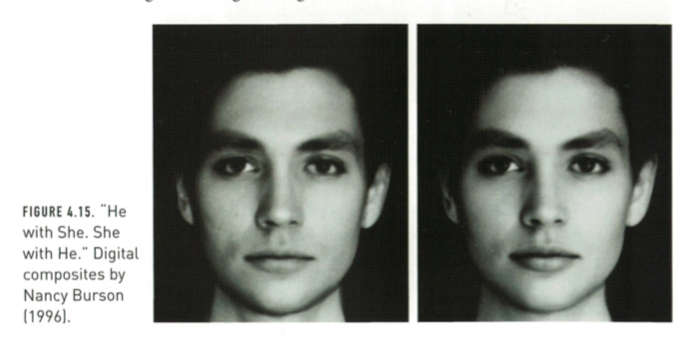 FIGURE 4.15. "He
with She. She
with He." Digital
composites by
Nancy Burson
(1996).